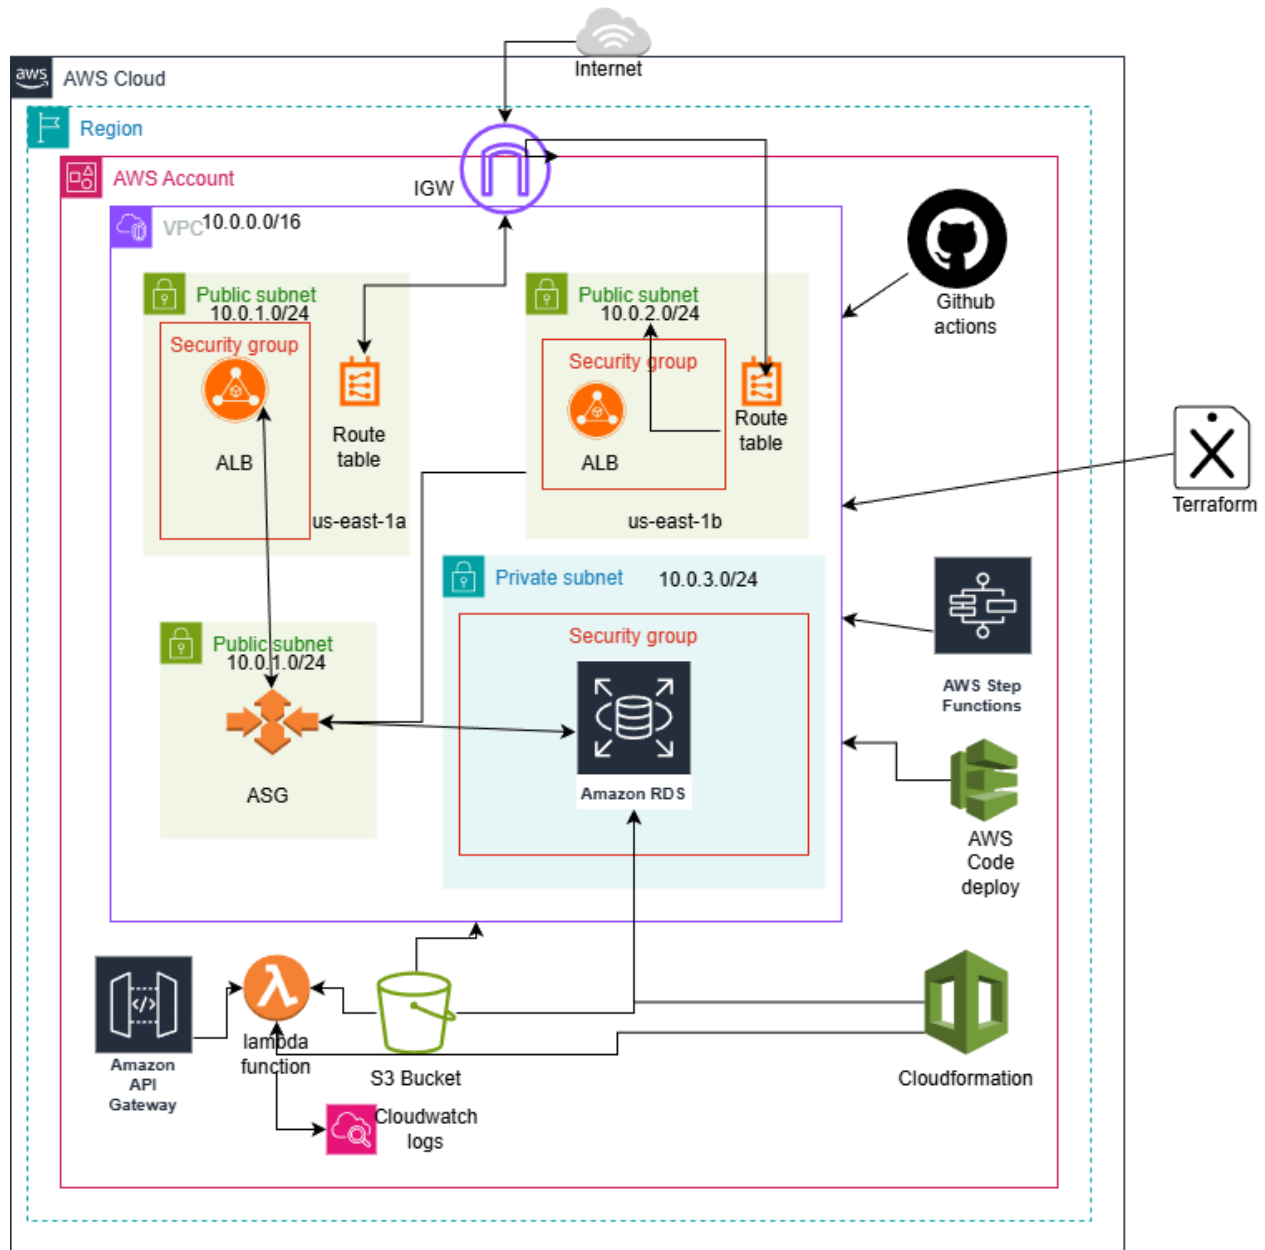 Internet
aws
AWS Cloud
Region
AWS Account
IGW
VPC
10.0.0.0/16
Public subnet
10.0.1.0/24
Security group
ALB
Route
table
us-east-1a
Public subnet
10.0.2.0/24
Security group
ALB
Route
table
us-east-1b
Github
actions
Terraform
Private subnet
10.0.3.0/24
Security group
Amazon RDS
Public subnet
10.0.1.0/24
ASG
AWS Step
Functions
AWS
Code
deploy
Amazon
API
Gateway
lambda
function
S3 Bucket
Cloudwatch
logs
Cloudformation